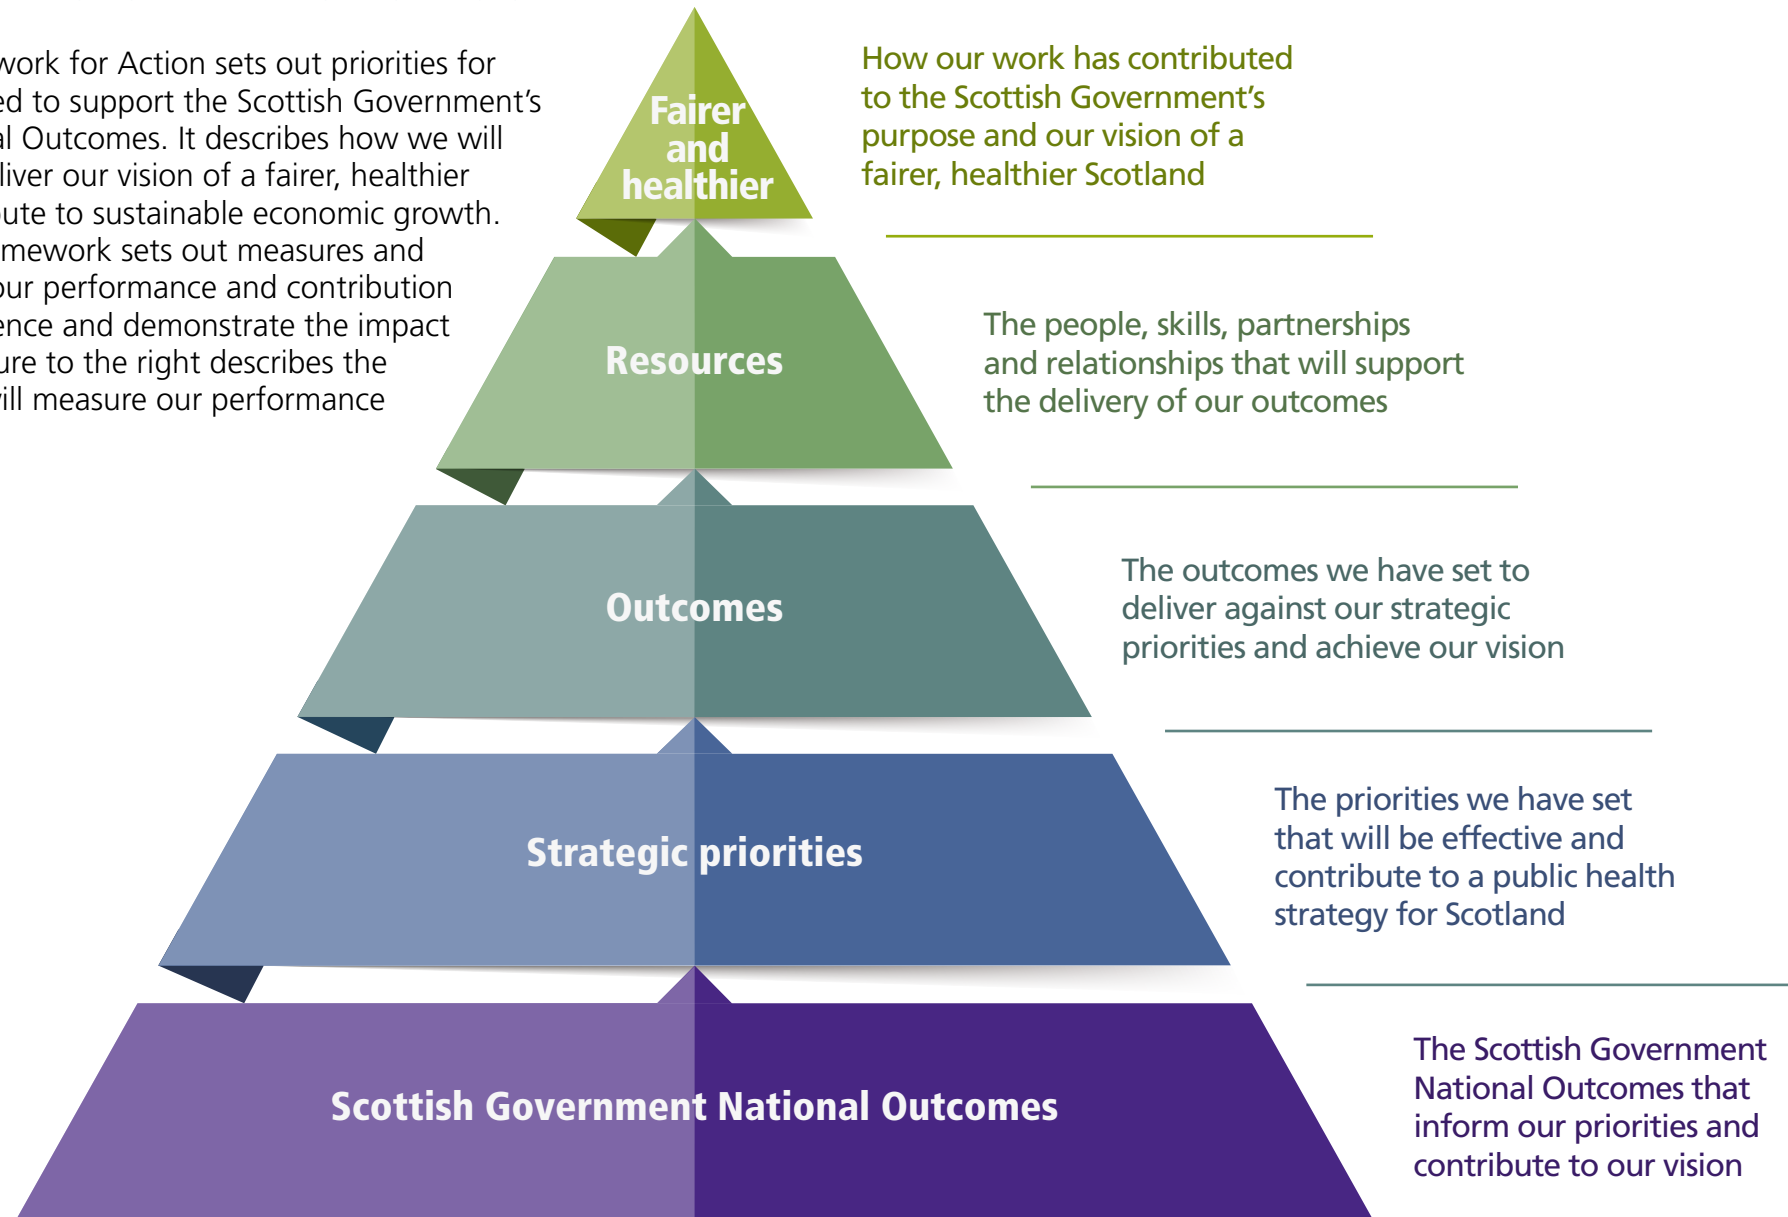 work for Action sets out priorities for
ed to support the Scottish Government’s
al Outcomes. It describes how we will
liver our vision of a fairer, healthier
ute to sustainable economic growth.
mework sets out measures and
our performance and contribution
ence and demonstrate the impact
ure to the right describes the
ill measure our performance
Fairer
and
healthier
How our work has contributed
to the Scottish Government’s
purpose and our vision of a
fairer, healthier Scotland
Resources
The people, skills, partnerships
and relationships that will support
the delivery of our outcomes
Outcomes
The outcomes we have set to
deliver against our strategic
priorities and achieve our vision
Strategic priorities
The priorities we have set
that will be effective and
contribute to a public health
strategy for Scotland
Scottish Government National Outcomes
The Scottish Government
National Outcomes that
inform our priorities and
contribute to our vision